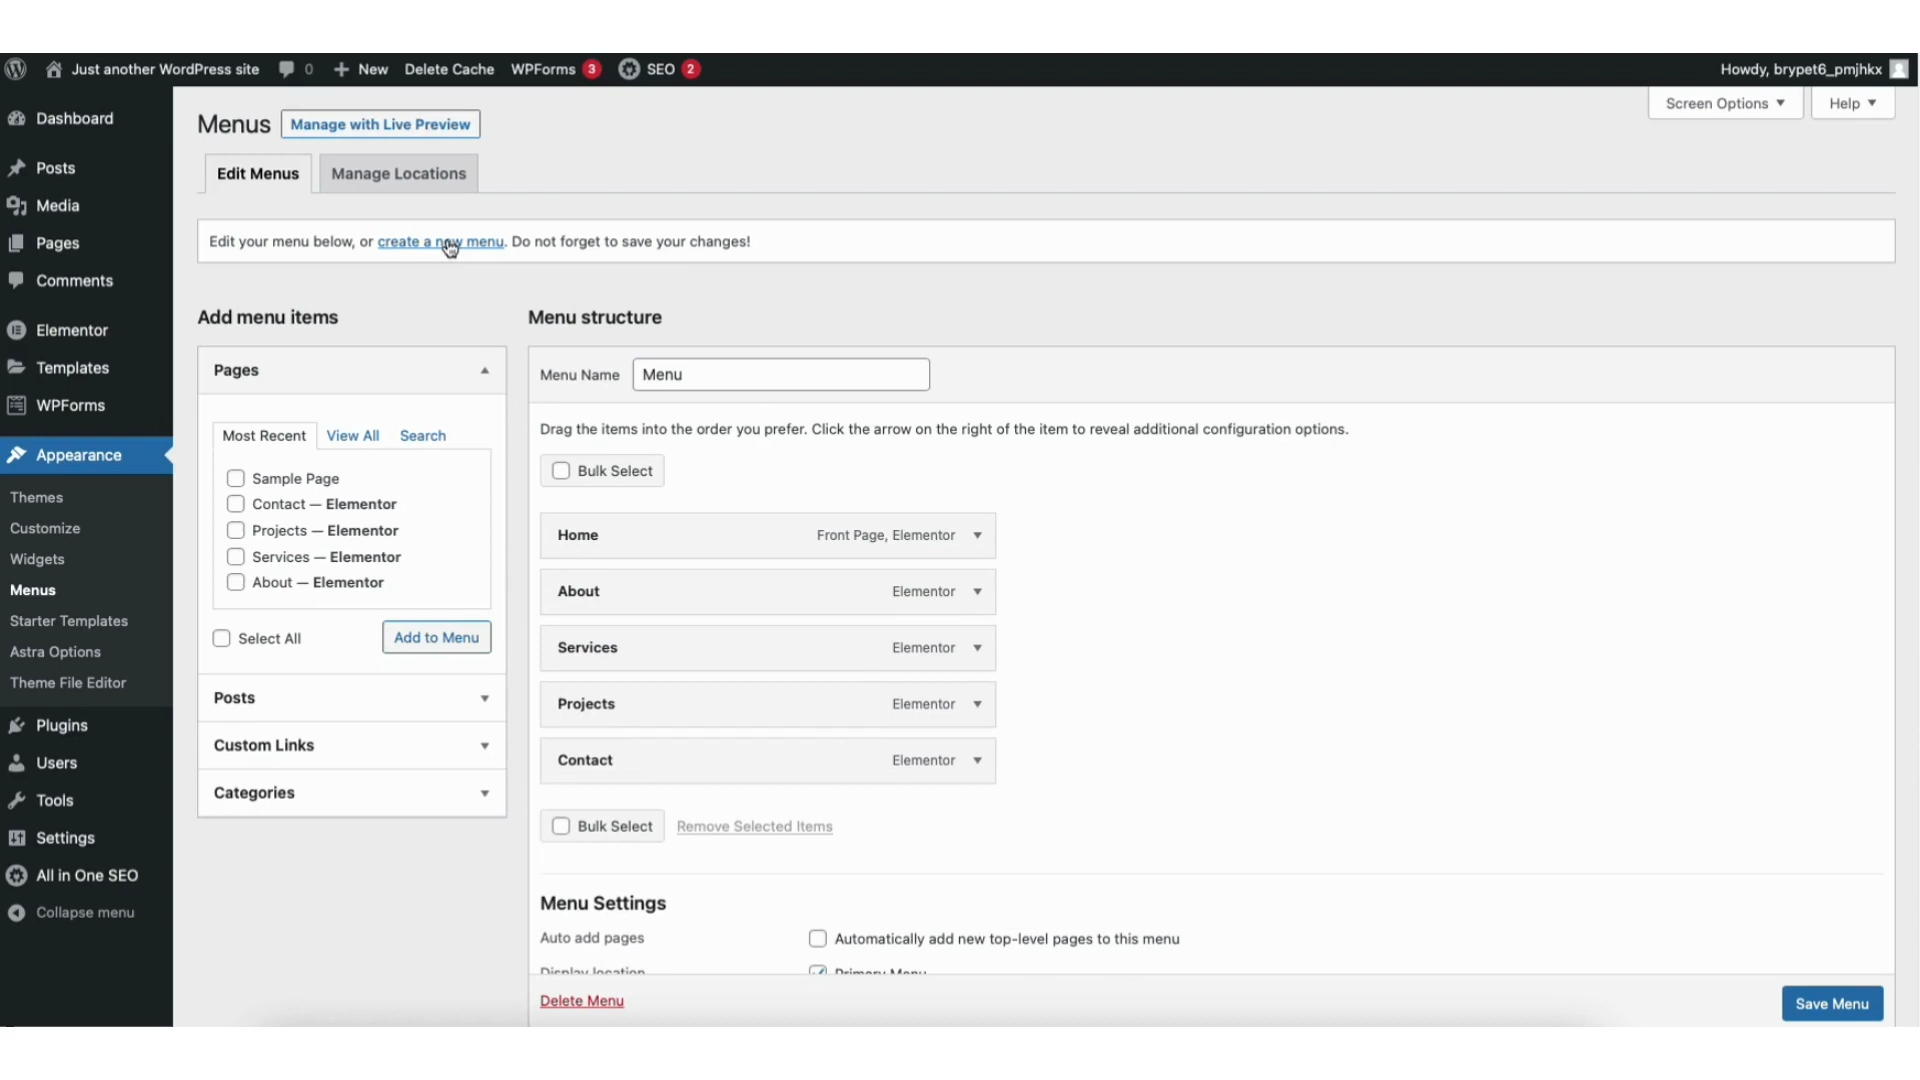 Just another WordPress site 0 New Delete Cache WPForms 3 SEO 2 Howdy, brypet6_pmjhkx
Screen Options Help
Dashboard
Posts
Media
Pages
Comments
Elementor
Templates
WPForms
Appearance
Themes
Customize
Widgets
Menus
Starter Templates
Astra Options
Theme File Editor
Plugins
Users
Tools
Settings
All in One SEO
Collapse menu
Menus Manage with Live Preview
Edit Menus Manage Locations
Edit your menu below, or create a new menu. Do not forget to save your changes!
Add menu items
Pages
Most Recent View All Search
Sample Page
Contact — Elementor
Projects — Elementor
Services — Elementor
About — Elementor
Select All Add to Menu
Posts
Custom Links
Categories
Menu structure
Menu Name Menu
Drag the items into the order you prefer. Click the arrow on the right of the item to reveal additional configuration options.
Bulk Select
Home Front Page, Elementor
About Elementor
Services Elementor
Projects Elementor
Contact Elementor
Bulk Select Remove Selected Items
Menu Settings
Auto add pages Automatically add new top-level pages to this menu
Display location Primary Menu
Delete Menu Save Menu